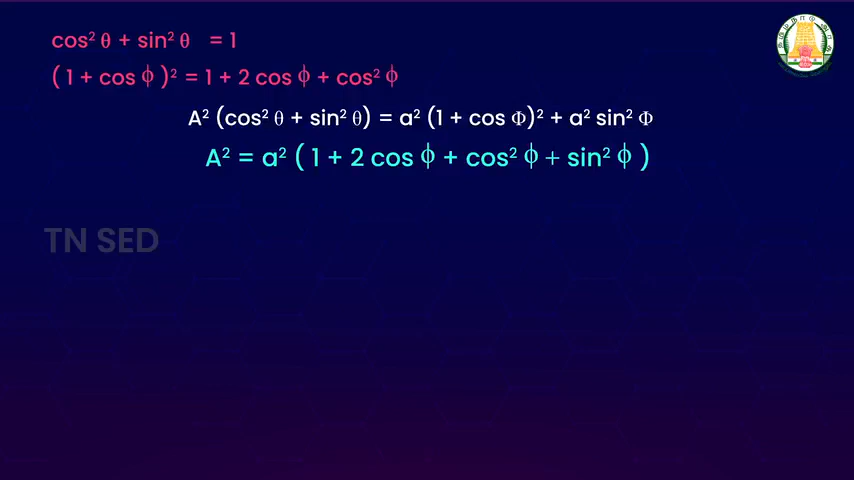 cos² θ + sin² θ = 1
( 1 + cos ϕ )² = 1 + 2 cos ϕ + cos² ϕ
A² (cos² θ + sin² θ) = a² (1 + cos Φ)² + a² sin² Φ
A² = a² ( 1 + 2 cos ϕ + cos² ϕ + sin² ϕ )
TN SED